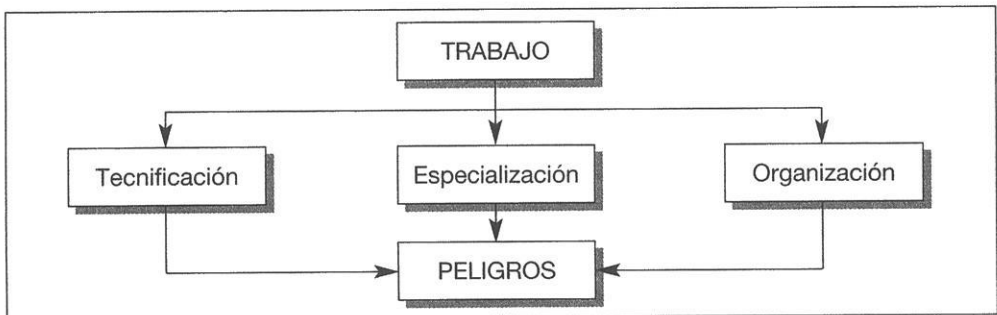 TRABAJO
Tecnificación
Especialización
Organización
PELIGROS